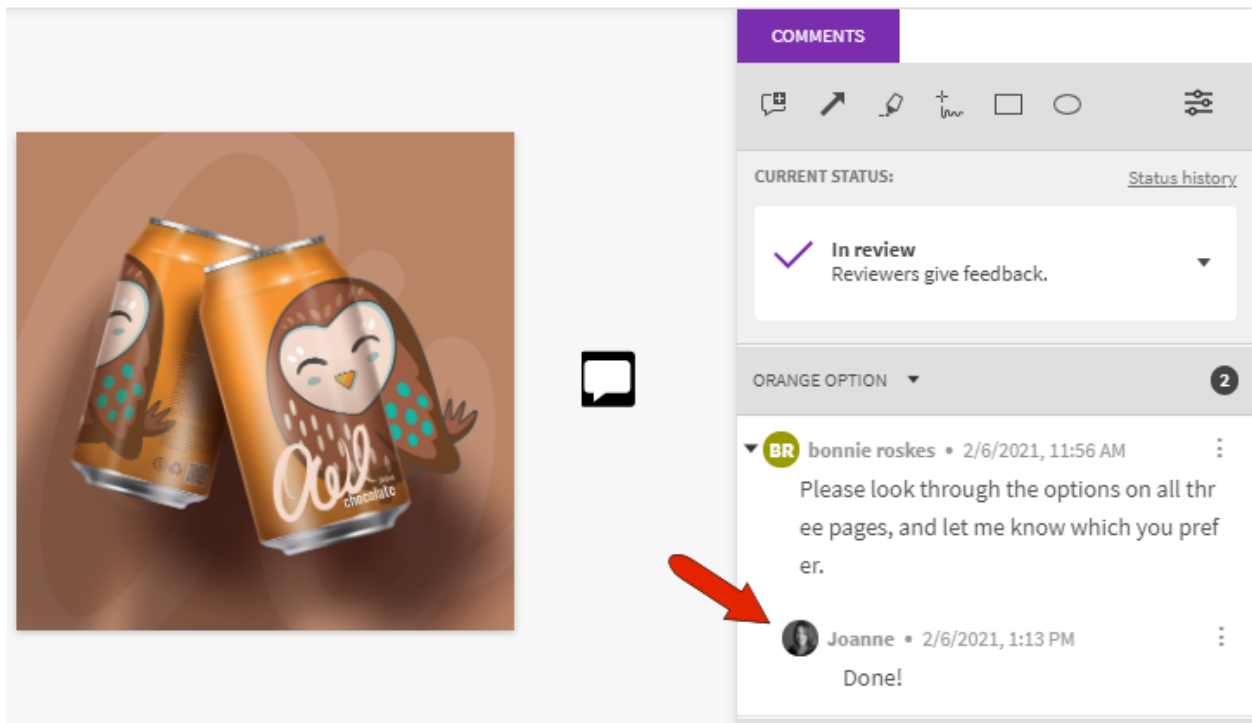 COMMENTS
CURRENT STATUS:
Status history
In review
Reviewers give feedback.
ORANGE OPTION
2
BR bonnie roskes • 2/6/2021, 11:56 AM
Please look through the options on all thr
ee pages, and let me know which you pref
er.
Joanne • 2/6/2021, 1:13 PM
Done!
Owl
chocolate